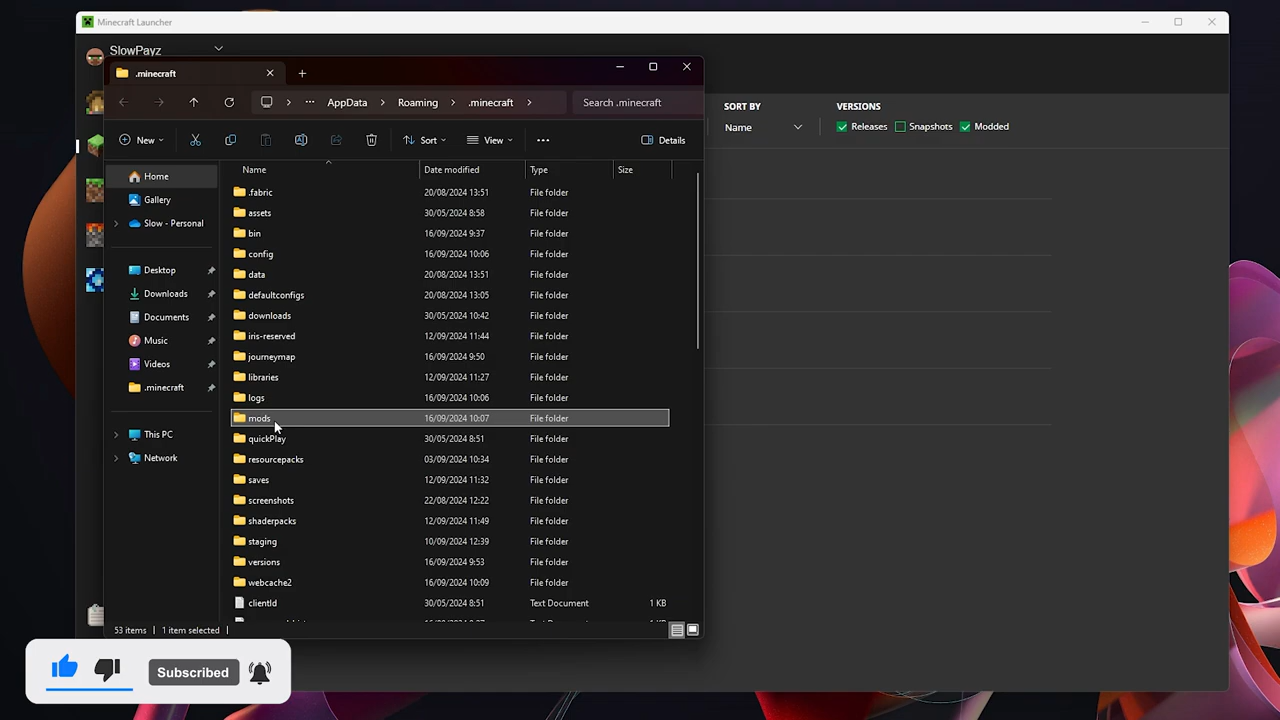 Minecraft Launcher
SlowPayz
.minecraft
AppData
Roaming
.minecraft
Search .minecraft
New
Sort
View
Details
SORT BY
Name
VERSIONS
Releases
Snapshots
Modded
Home
Gallery
Slow - Personal
Desktop
Downloads
Documents
Music
Videos
.minecraft
This PC
Network
Name Date modified Type Size
.fabric 20/08/2024 13:51 File folder
assets 30/05/2024 8:58 File folder
bin 16/09/2024 9:37 File folder
config 16/09/2024 10:06 File folder
data 20/08/2024 13:51 File folder
defaultconfigs 20/08/2024 13:05 File folder
downloads 30/05/2024 10:42 File folder
iris-reserved 12/09/2024 11:44 File folder
journeymap 16/09/2024 9:50 File folder
libraries 12/09/2024 11:27 File folder
logs 16/09/2024 10:06 File folder
mods 16/09/2024 10:07 File folder
quickPlay 30/05/2024 8:51 File folder
resourcepacks 03/09/2024 10:34 File folder
saves 12/09/2024 11:32 File folder
screenshots 22/08/2024 12:22 File folder
shaderpacks 12/09/2024 11:49 File folder
staging 10/09/2024 12:39 File folder
versions 16/09/2024 9:53 File folder
webcache2 16/09/2024 10:09 File folder
clientId 30/05/2024 8:51 Text Document 1 KB
53 items 1 item selected
Subscribed